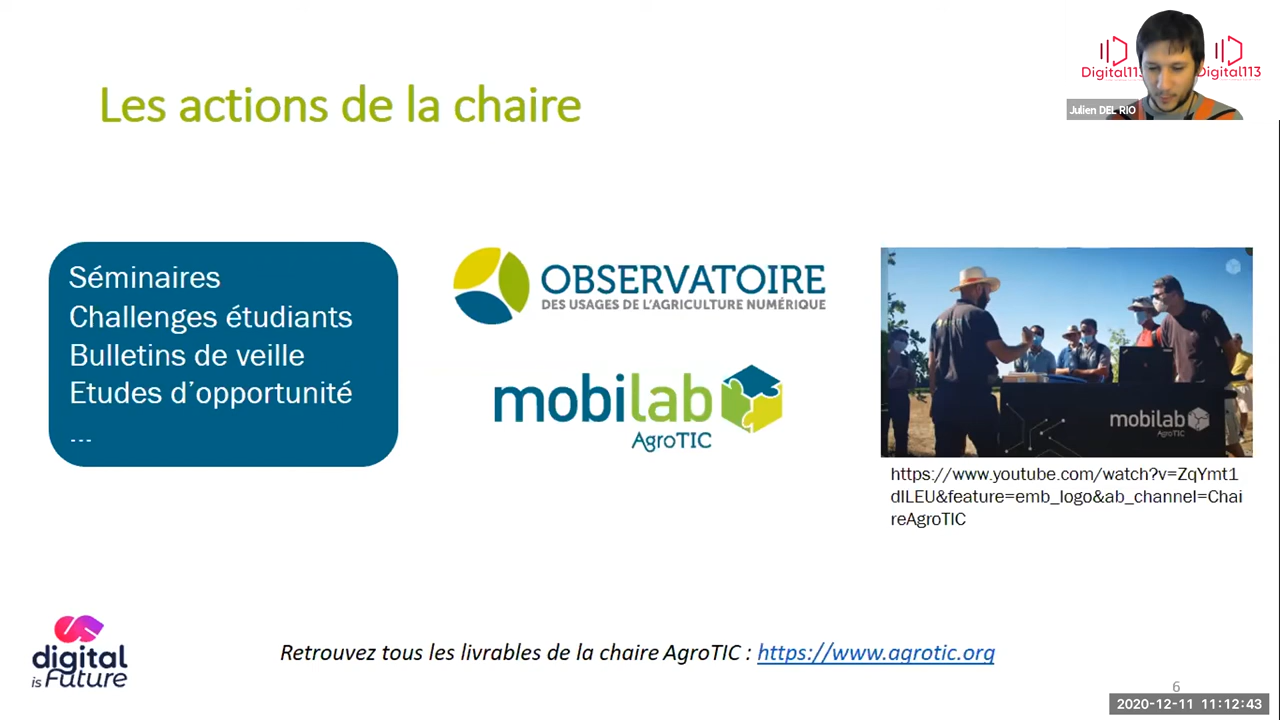 Digital113
Digital113
Julien DEL RIO
Les actions de la chaire
Séminaires
Challenges étudiants
Bulletins de veille
Etudes d’opportunité
...
OBSERVATOIRE
DES USAGES DE L’AGRICULTURE NUMÉRIQUE
mobilab
AgroTIC
mobilab
AgroTIC
https://www.youtube.com/watch?v=ZqYmt1
dILEU&feature=emb_logo&ab_channel=Chai
reAgroTIC
digital
is Future
Retrouvez tous les livrables de la chaire AgroTIC : https://www.agrotic.org
6
2020-12-11 11:12:43